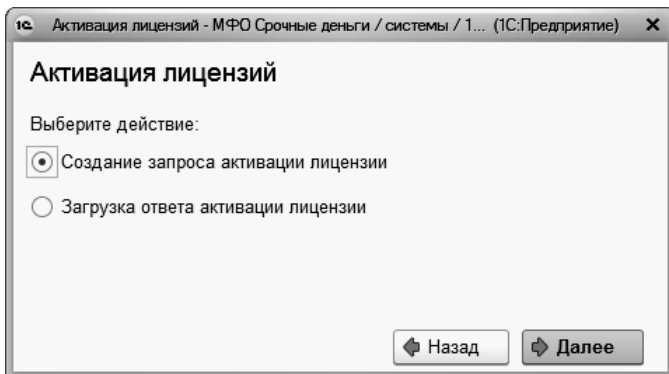 1С Активация лицензий - МФО Срочные деньги / системы / 1... (1С:Предприятие)
Активация лицензий
Выберите действие:
Создание запроса активации лицензии
Загрузка ответа активации лицензии
Назад Далее